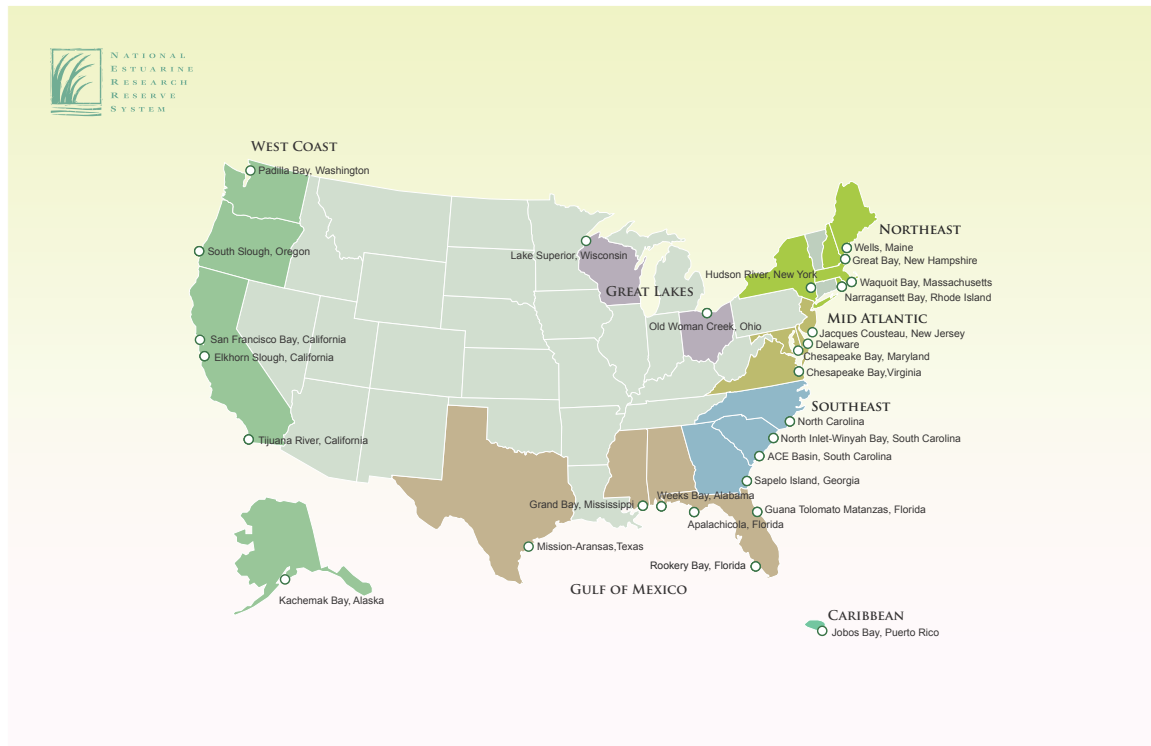 NATIONAL
ESTUARINE
RESEARCH
RESERVE
SYSTEM
WEST COAST
Padilla Bay, Washington
South Slough, Oregon
San Francisco Bay, California
Elkhorn Slough, California
Tijuana River, California
Kachemak Bay, Alaska
Lake Superior, Wisconsin
GREAT LAKES
Old Woman Creek, Ohio
NORTHEAST
Wells, Maine
Great Bay, New Hampshire
Hudson River, New York
Waquoit Bay, Massachusetts
Narragansett Bay, Rhode Island
MID ATLANTIC
Jacques Cousteau, New Jersey
Delaware
Chesapeake Bay, Maryland
Chesapeake Bay,Virginia
SOUTHEAST
North Carolina
North Inlet-Winyah Bay, South Carolina
ACE Basin, South Carolina
Sapelo Island, Georgia
Guana Tolomato Matanzas, Florida
Weeks Bay, Alabama
Grand Bay, Mississippi
Apalachicola, Florida
Mission-Aransas,Texas
Rookery Bay, Florida
GULF OF MEXICO
CARIBBEAN
Jobos Bay, Puerto Rico